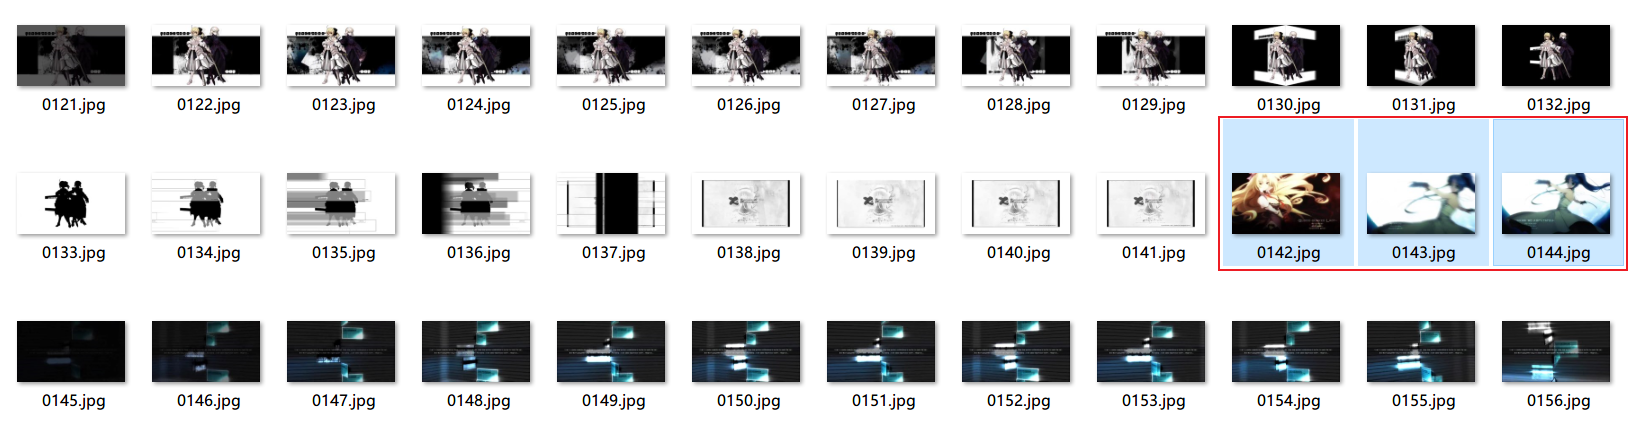 0121.jpg 0122.jpg 0123.jpg 0124.jpg 0125.jpg 0126.jpg 0127.jpg 0128.jpg 0129.jpg 0130.jpg 0131.jpg 0132.jpg
0133.jpg 0134.jpg 0135.jpg 0136.jpg 0137.jpg 0138.jpg 0139.jpg 0140.jpg 0141.jpg 0142.jpg 0143.jpg 0144.jpg
0145.jpg 0146.jpg 0147.jpg 0148.jpg 0149.jpg 0150.jpg 0151.jpg 0152.jpg 0153.jpg 0154.jpg 0155.jpg 0156.jpg